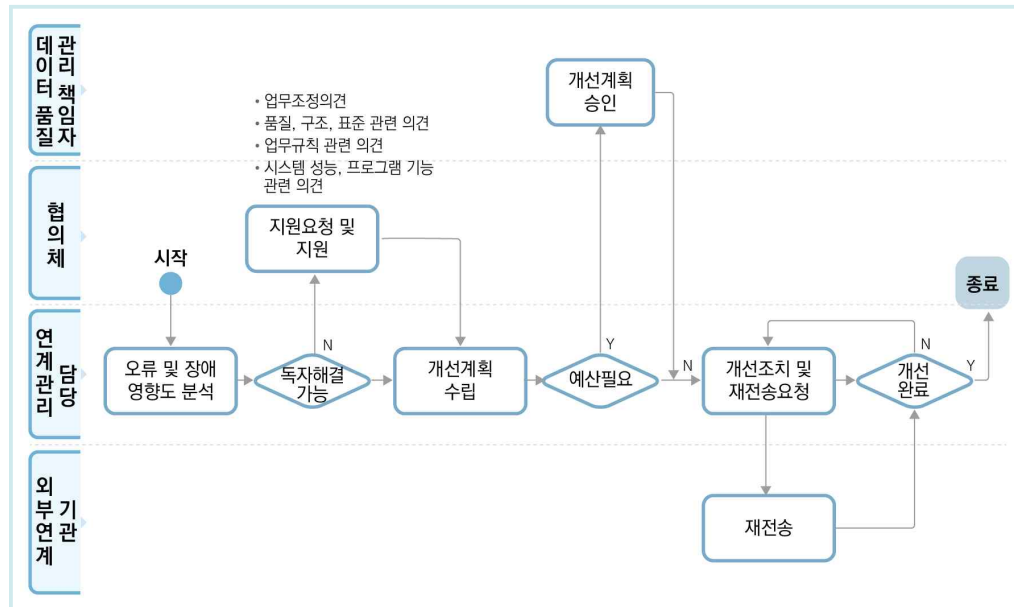 데이터 품질
관리 책임자
개선계획
승인
• 업무조정의견
• 품질, 구조, 표준 관련 의견
• 업무규칙 관련 의견
• 시스템 성능, 프로그램 기능
관련 의견
협의체
지원요청 및
지원
시작
종료
연계관리
담당
오류 및 장애
영향도 분석
N
독자해결
가능
개선계획
수립
Y
예산필요
N
개선조치 및
재전송요청
N
개선
완료
Y
외부연계
기관
재전송